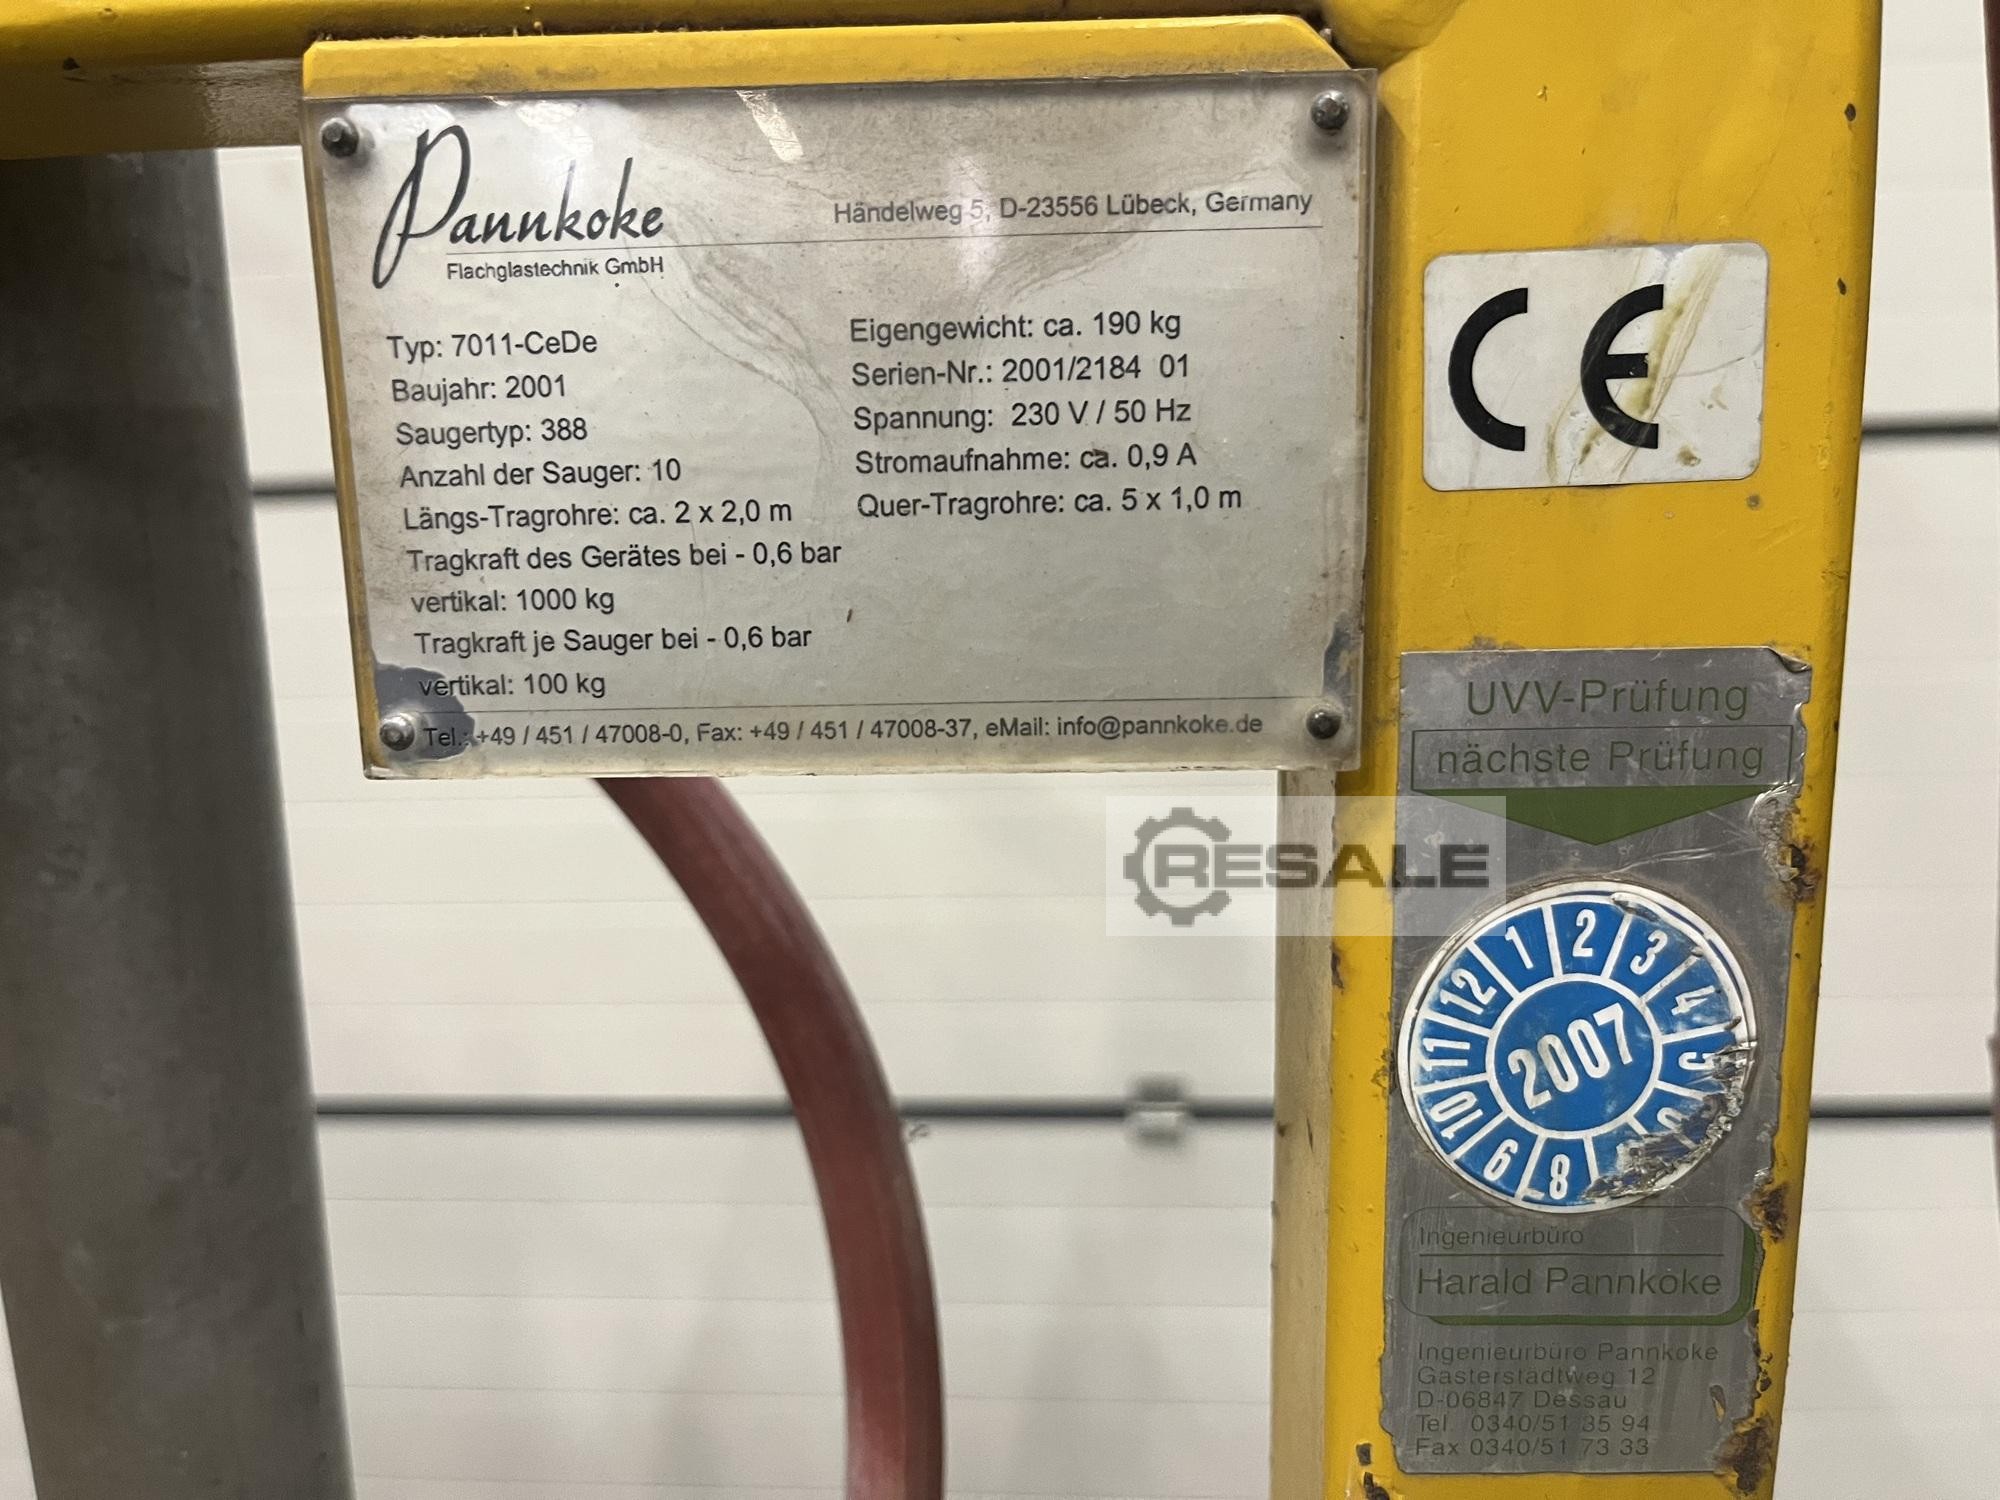 Pannkoke
Flachglastechnik GmbH
Händelweg 5, D-23556 Lübeck, Germany
Typ: 7011-CeDe
Baujahr: 2001
Saugertyp: 388
Anzahl der Sauger: 10
Längs-Tragrohre: ca. 2 x 2,0 m
Tragkraft des Gerätes bei - 0,6 bar
vertikal: 1000 kg
Tragkraft je Sauger bei - 0,6 bar
vertikal: 100 kg
Eigengewicht: ca. 190 kg
Serien-Nr.: 2001/2184 01
Spannung: 230 V / 50 Hz
Stromaufnahme: ca. 0,9 A
Quer-Tragrohre: ca. 5 x 1,0 m
Tel.: +49 / 451 / 47008-0, Fax: +49 / 451 / 47008-37, eMail: info@pannkoke.de
CE
UVV-Prüfung
nächste Prüfung
RESALE
1 2 3 4 5 8 9 10 11 12
2007
Ingenieurbüro
Harald Pannkoke
Ingenieurbüro Pannkoke
Gasterstädtweg 12
D-06847 Dessau
Tel. 0340/51 35 94
Fax 0340/51 73 33